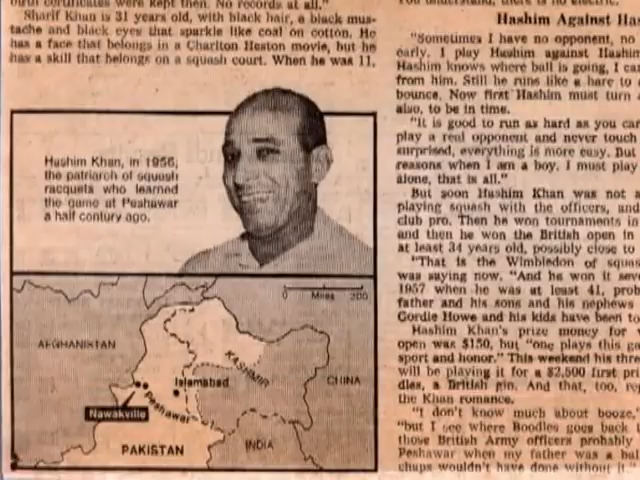 birth certificates were kept then. No records at all."
Sharif Khan is 31 years old, with black hair, a black mus-
tache and black eyes that sparkle like coal on cotton. He
has a face that belongs in a Charlton Heston movie, but he
has a skill that belongs on a squash court. When he was 11,
Hashim Khan, in 1956,
the patriarch of squash
racquets who learned
the game at Peshawar
a half century ago.
0 Miles 200
AFGHANISTAN
KASHMIR
CHINA
Islamabad
Peshawar
Nawakville
INDIA
PAKISTAN
understand, there is no electric.
Hashim Against Ha
"Sometimes I have no opponent, no
early. I play Hashim against Hashim
Hashim knows where ball is going, I ca
from him. Still he runs like a hare to
bounce. Now first Hashim must turn
also, to be in time.
"It is good to run as hard as you can
play a real opponent and never touch
surprised, everything is more easy. But
reasons when I am a boy. I must play
alone, that is all."
But soon Hashim Khan was not a
playing squash with the officers, and
club pro. Then he won tournaments in
and then he won the British open in
at least 34 years old, possibly close to
"That is the Wimbledon of squas
was saying now. "And he won it seve
1957 when he was at least 41, prob
father and his sons and his nephews
Gordie Howe and his kids have been to
Hashim Khan's prize money for
open was $150, but "one plays this ga
sport and honor." This weekend his thre
will be playing it for a $2,500 first pri
dles, a British gin. And that, too, re
the Khan romance.
"I don't know much about booze,"
"but I see where Boodles goes back
those British Army officers probably
Peshawar when my father was a bal
chaps wouldn't have done without it."